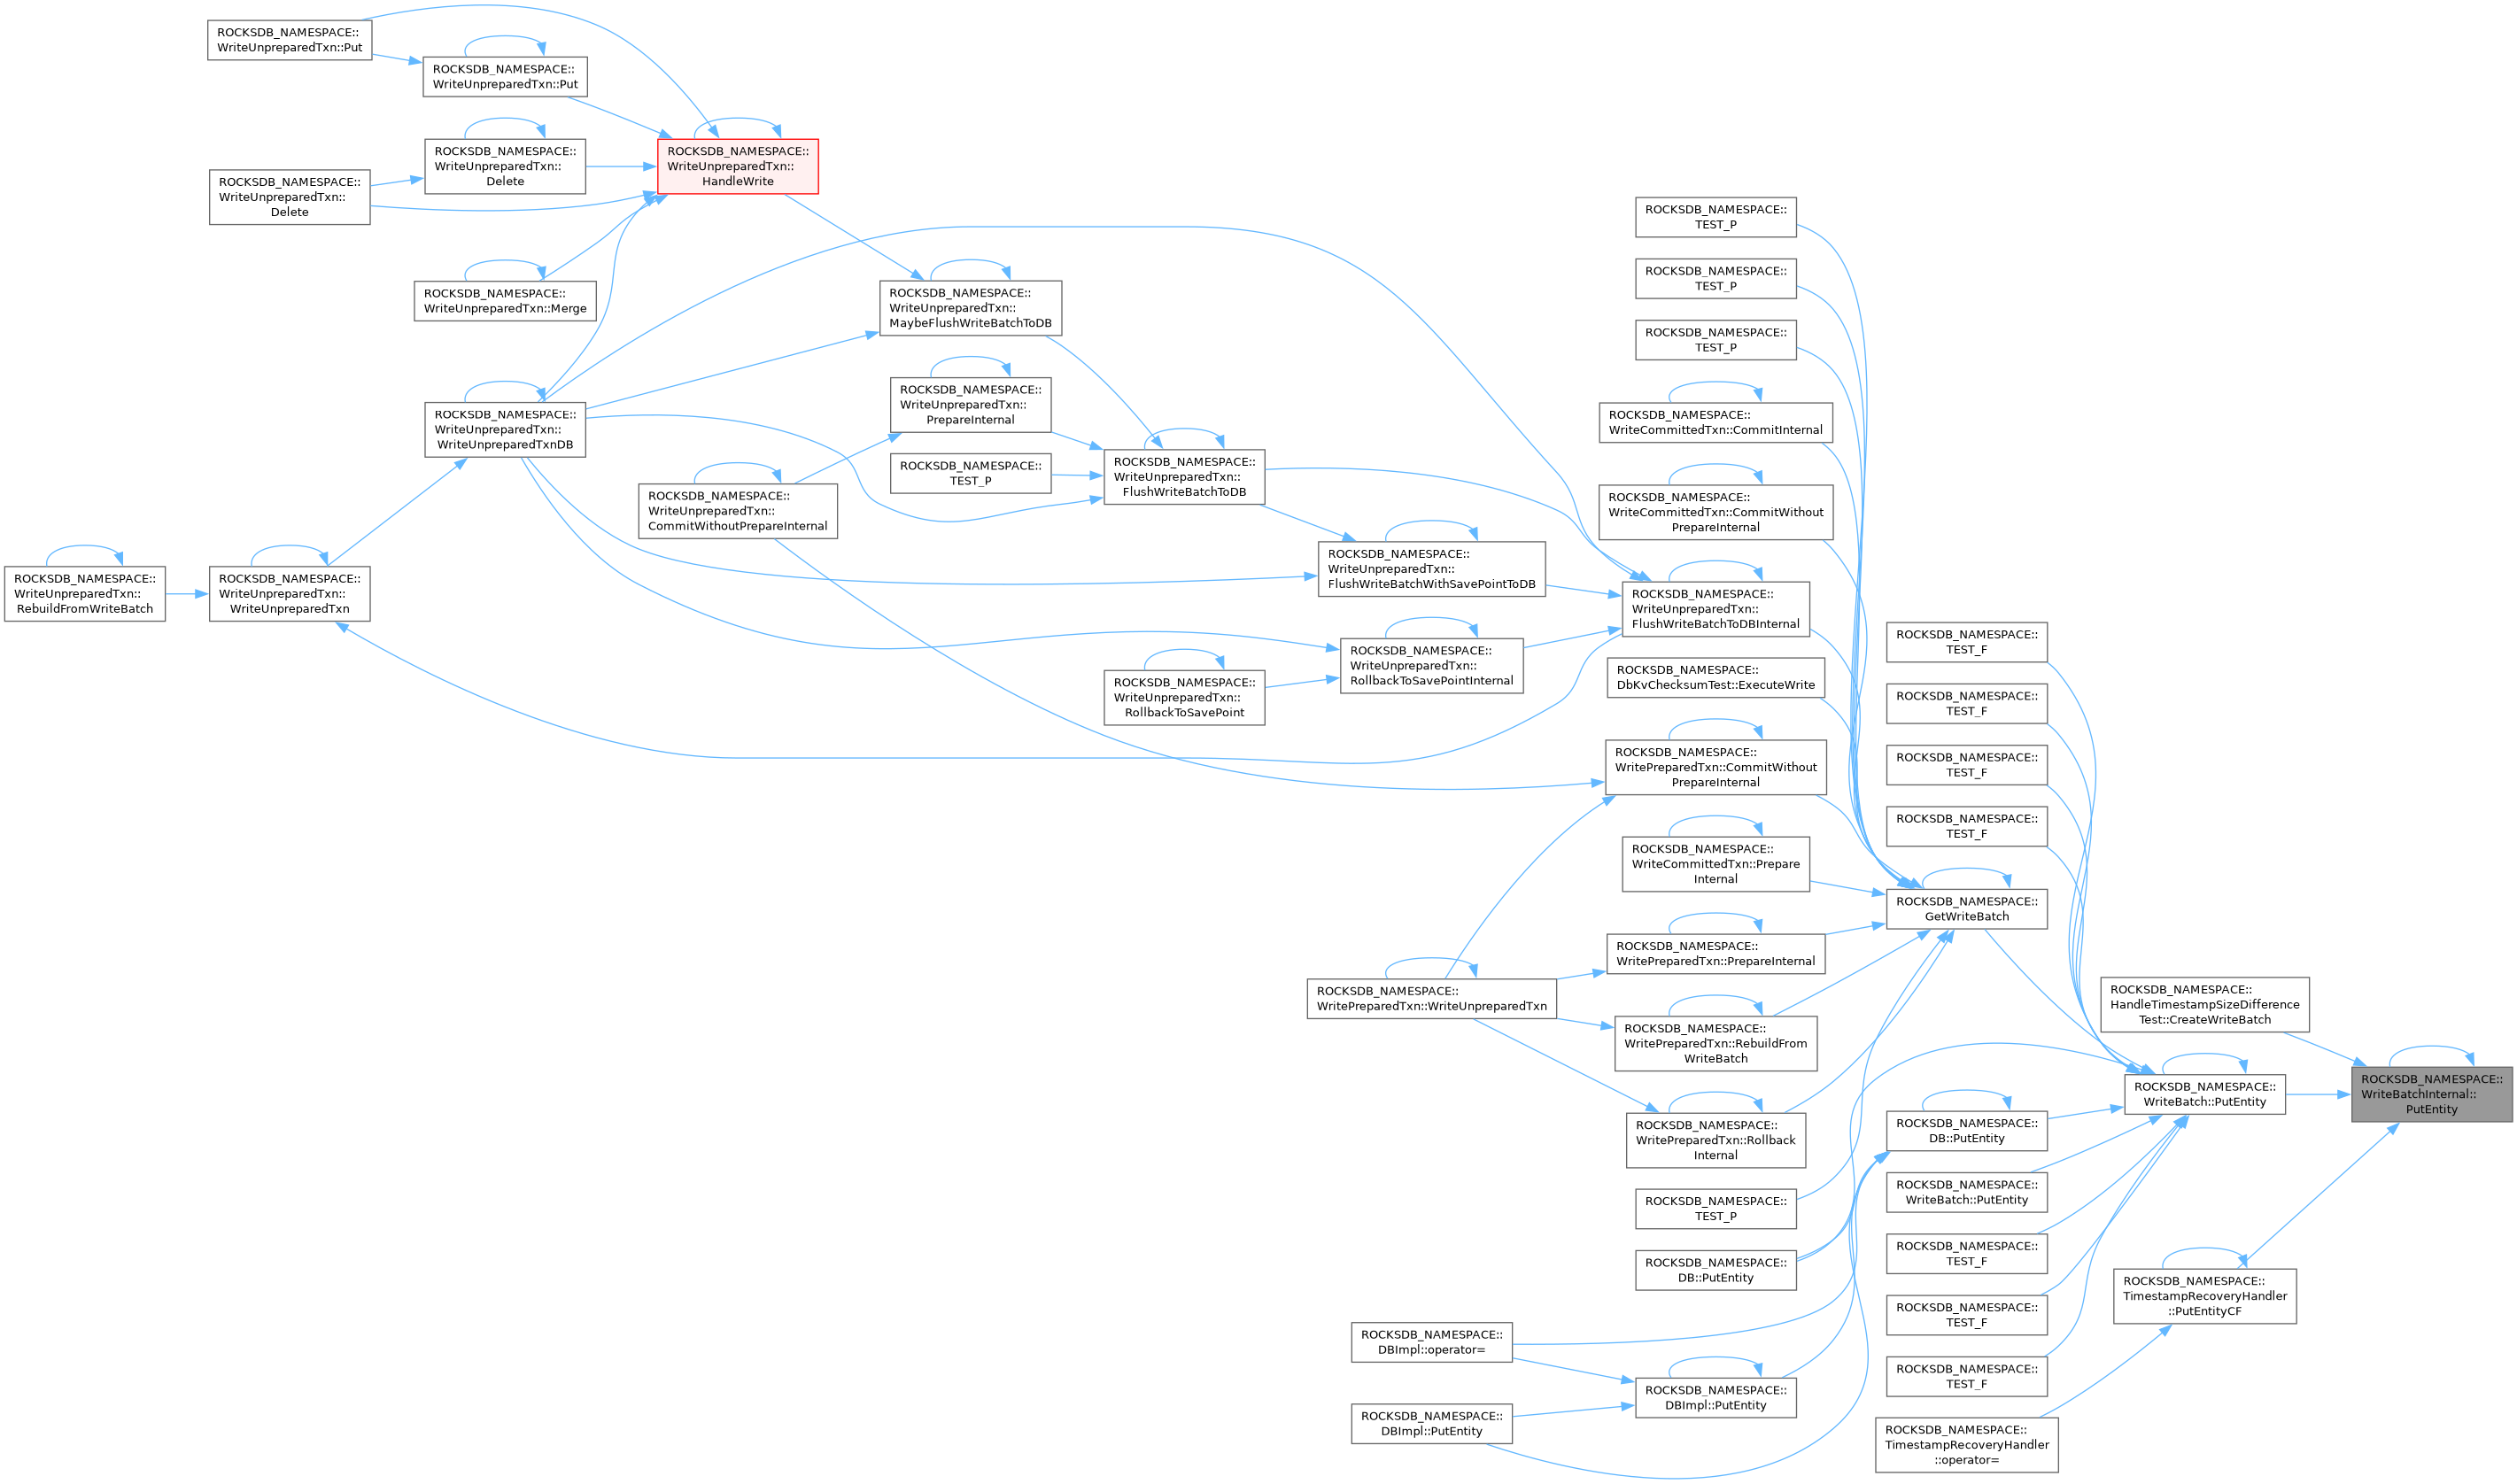 ROCKSDB_NAMESPACE::
WriteUnpreparedTxn::Put
ROCKSDB_NAMESPACE::
WriteUnpreparedTxn::Put
ROCKSDB_NAMESPACE::
WriteUnpreparedTxn::
Delete
ROCKSDB_NAMESPACE::
WriteUnpreparedTxn::
Delete
ROCKSDB_NAMESPACE::
WriteUnpreparedTxn::
HandleWrite
ROCKSDB_NAMESPACE::
WriteUnpreparedTxn::Merge
ROCKSDB_NAMESPACE::
WriteUnpreparedTxn::
MaybeFlushWriteBatchToDB
ROCKSDB_NAMESPACE::
WriteUnpreparedTxn::
PrepareInternal
ROCKSDB_NAMESPACE::
WriteUnpreparedTxn::
WriteUnpreparedTxnDB
ROCKSDB_NAMESPACE::
TEST_P
ROCKSDB_NAMESPACE::
WriteUnpreparedTxn::
FlushWriteBatchToDB
ROCKSDB_NAMESPACE::
WriteUnpreparedTxn::
CommitWithoutPrepareInternal
ROCKSDB_NAMESPACE::
WriteUnpreparedTxn::
RebuildFromWriteBatch
ROCKSDB_NAMESPACE::
WriteUnpreparedTxn::
WriteUnpreparedTxn
ROCKSDB_NAMESPACE::
WriteUnpreparedTxn::
FlushWriteBatchWithSavePointToDB
ROCKSDB_NAMESPACE::
WriteUnpreparedTxn::
RollbackToSavePointInternal
ROCKSDB_NAMESPACE::
WriteUnpreparedTxn::
RollbackToSavePoint
ROCKSDB_NAMESPACE::
TEST_P
ROCKSDB_NAMESPACE::
TEST_P
ROCKSDB_NAMESPACE::
TEST_P
ROCKSDB_NAMESPACE::
WriteCommittedTxn::CommitInternal
ROCKSDB_NAMESPACE::
WriteCommittedTxn::CommitWithout
PrepareInternal
ROCKSDB_NAMESPACE::
WriteUnpreparedTxn::
FlushWriteBatchToDBInternal
ROCKSDB_NAMESPACE::
DbKvChecksumTest::ExecuteWrite
ROCKSDB_NAMESPACE::
WritePreparedTxn::CommitWithout
PrepareInternal
ROCKSDB_NAMESPACE::
WriteCommittedTxn::Prepare
Internal
ROCKSDB_NAMESPACE::
WritePreparedTxn::PrepareInternal
ROCKSDB_NAMESPACE::
WritePreparedTxn::WriteUnpreparedTxn
ROCKSDB_NAMESPACE::
WritePreparedTxn::RebuildFrom
WriteBatch
ROCKSDB_NAMESPACE::
WritePreparedTxn::Rollback
Internal
ROCKSDB_NAMESPACE::
TEST_P
ROCKSDB_NAMESPACE::
DB::PutEntity
ROCKSDB_NAMESPACE::
DBImpl::operator=
ROCKSDB_NAMESPACE::
DBImpl::PutEntity
ROCKSDB_NAMESPACE::
DBImpl::PutEntity
ROCKSDB_NAMESPACE::
TEST_F
ROCKSDB_NAMESPACE::
TEST_F
ROCKSDB_NAMESPACE::
TEST_F
ROCKSDB_NAMESPACE::
TEST_F
ROCKSDB_NAMESPACE::
GetWriteBatch
ROCKSDB_NAMESPACE::
HandleTimestampSizeDifference
Test::CreateWriteBatch
ROCKSDB_NAMESPACE::
WriteBatch::PutEntity
ROCKSDB_NAMESPACE::
WriteBatchInternal::
PutEntity
ROCKSDB_NAMESPACE::
DB::PutEntity
ROCKSDB_NAMESPACE::
WriteBatch::PutEntity
ROCKSDB_NAMESPACE::
TEST_F
ROCKSDB_NAMESPACE::
TEST_F
ROCKSDB_NAMESPACE::
TEST_F
ROCKSDB_NAMESPACE::
TimestampRecoveryHandler
::PutEntityCF
ROCKSDB_NAMESPACE::
TimestampRecoveryHandler
::operator=